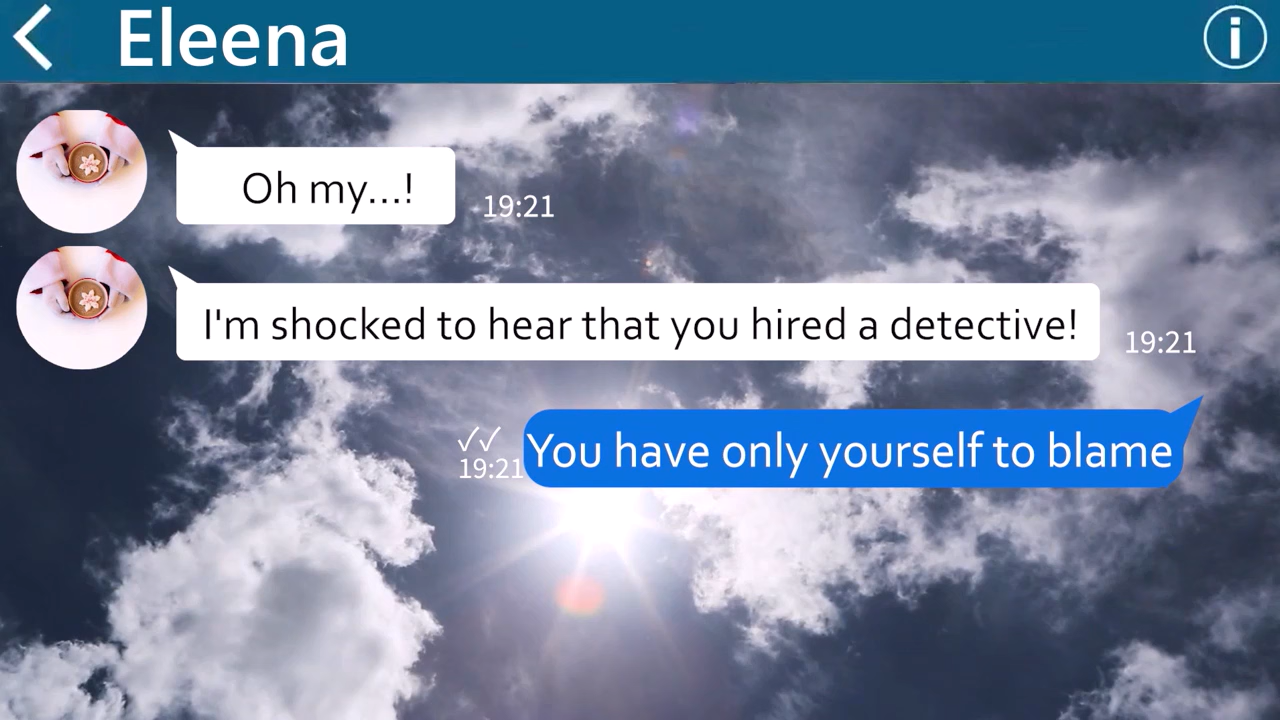 Eleena
Oh my...!
19:21
I'm shocked to hear that you hired a detective!
19:21
You have only yourself to blame
19:21